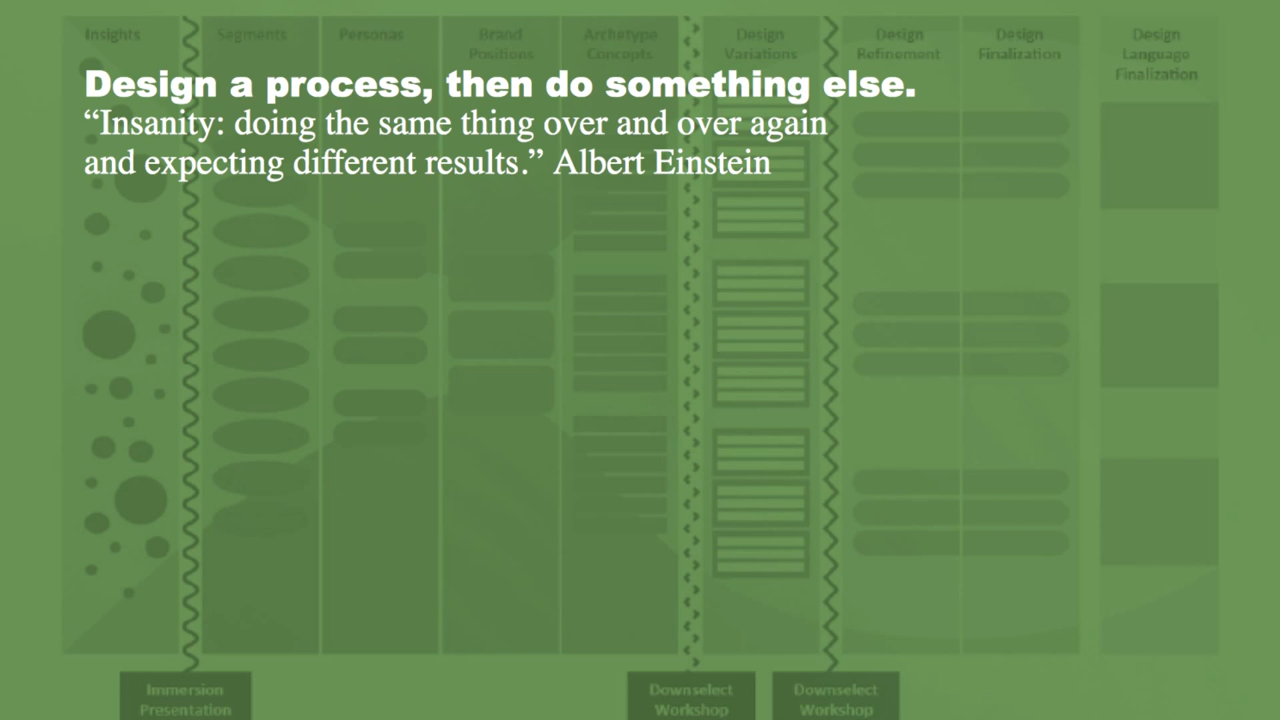 Insights
Segments
Personas
Brand
Positions
Archetype
Concepts
Design
Variations
Design
Refinement
Design
Finalization
Design
Language
Finalization
Design a process, then do something else.
“Insanity: doing the same thing over and over again
and expecting different results.” Albert Einstein
Immersion
Presentation
Downselect
Workshop
Downselect
Workshop